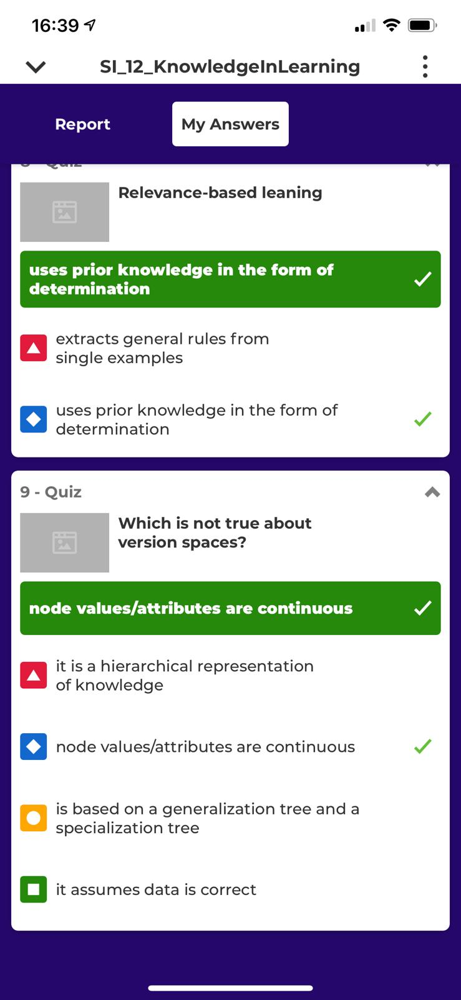 16:39
SI_12_KnowledgeInLearning
Report
My Answers
8 - Quiz
Relevance-based leaning
uses prior knowledge in the form of
determination
extracts general rules from
single examples
uses prior knowledge in the form of
determination
9 - Quiz
Which is not true about
version spaces?
node values/attributes are continuous
it is a hierarchical representation
of knowledge
node values/attributes are continuous
is based on a generalization tree and a
specialization tree
it assumes data is correct